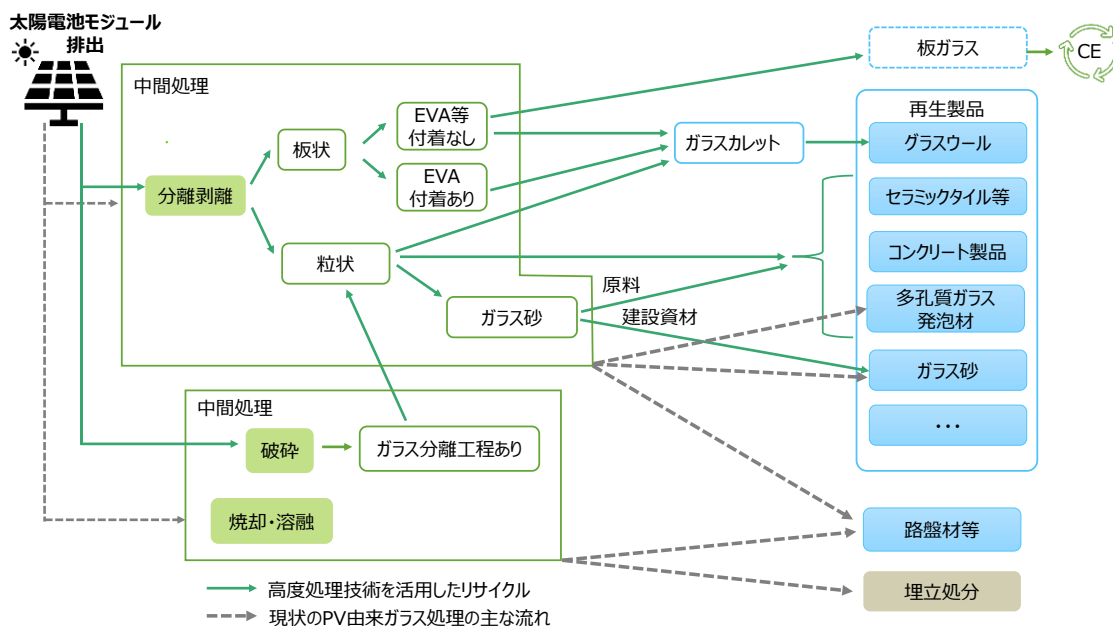 太陽電池モジュール
排出
中間処理
分離剥離
板状
EVA等
付着なし
EVA
付着あり
粒状
ガラス砂
原料
建設資材
ガラスカレット
板ガラス
CE
再生製品
グラスウール
セラミックタイル等
コンクリート製品
多孔質ガラス
発泡材
ガラス砂
・・・
中間処理
破砕
ガラス分離工程あり
焼却・溶融
路盤材等
埋立処分
高度処理技術を活用したリサイクル
現状のPV由来ガラス処理の主な流れ